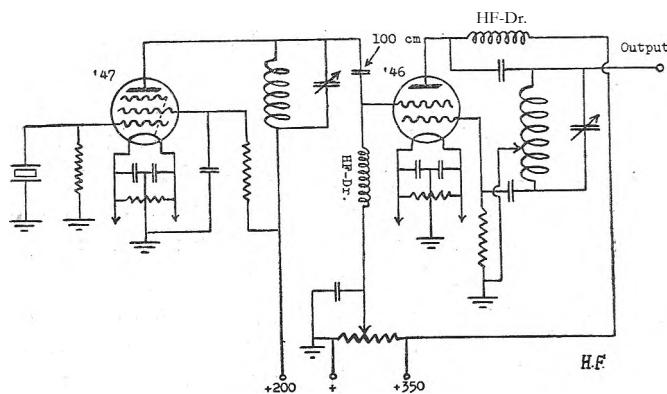 HF-Dr.
100 cm
Output
'47
'46
HF-Dr.
H.F.
+200
+
+350